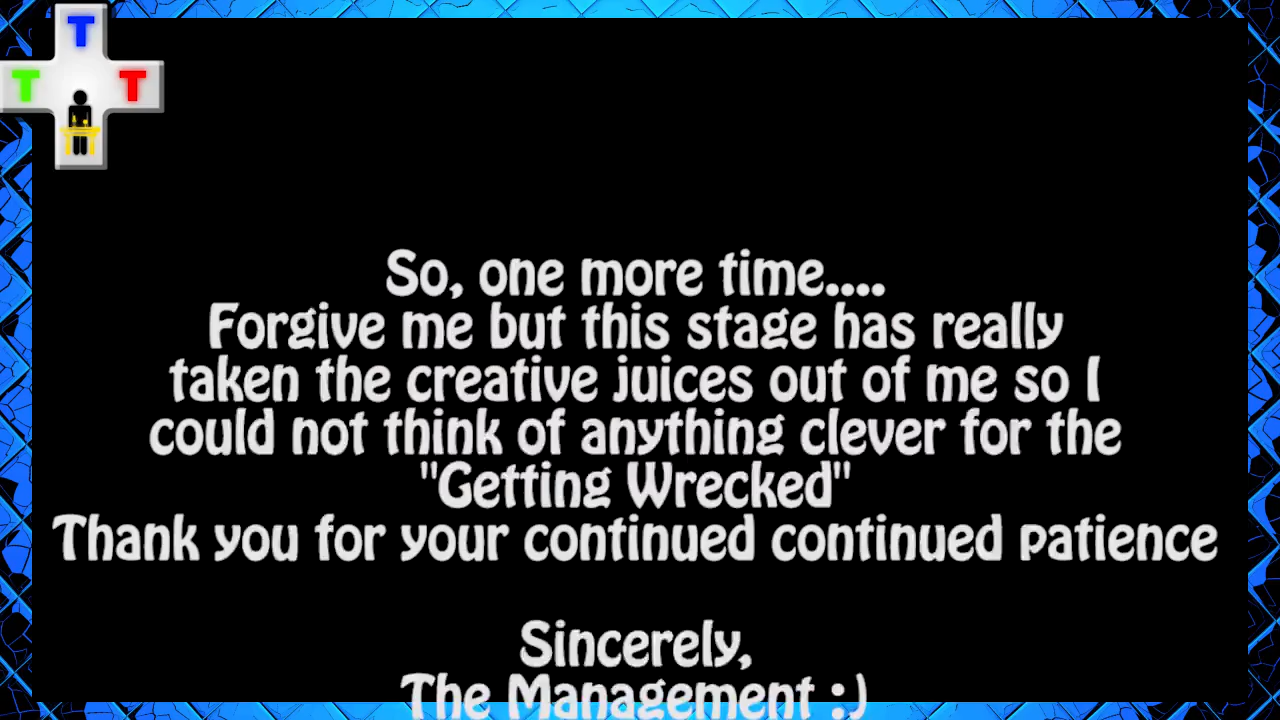 T
T T
So, one more time....
Forgive me but this stage has really
taken the creative juices out of me so I
could not think of anything clever for the
"Getting Wrecked"
Thank you for your continued continued patience
Sincerely,
The Management :)